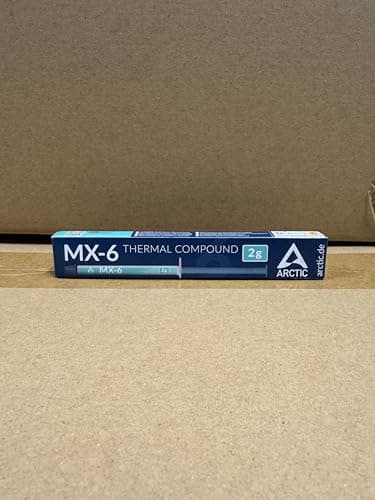 MX-6 THERMAL COMPOUND 2g
MX-6
ARCTIC
arctic.de